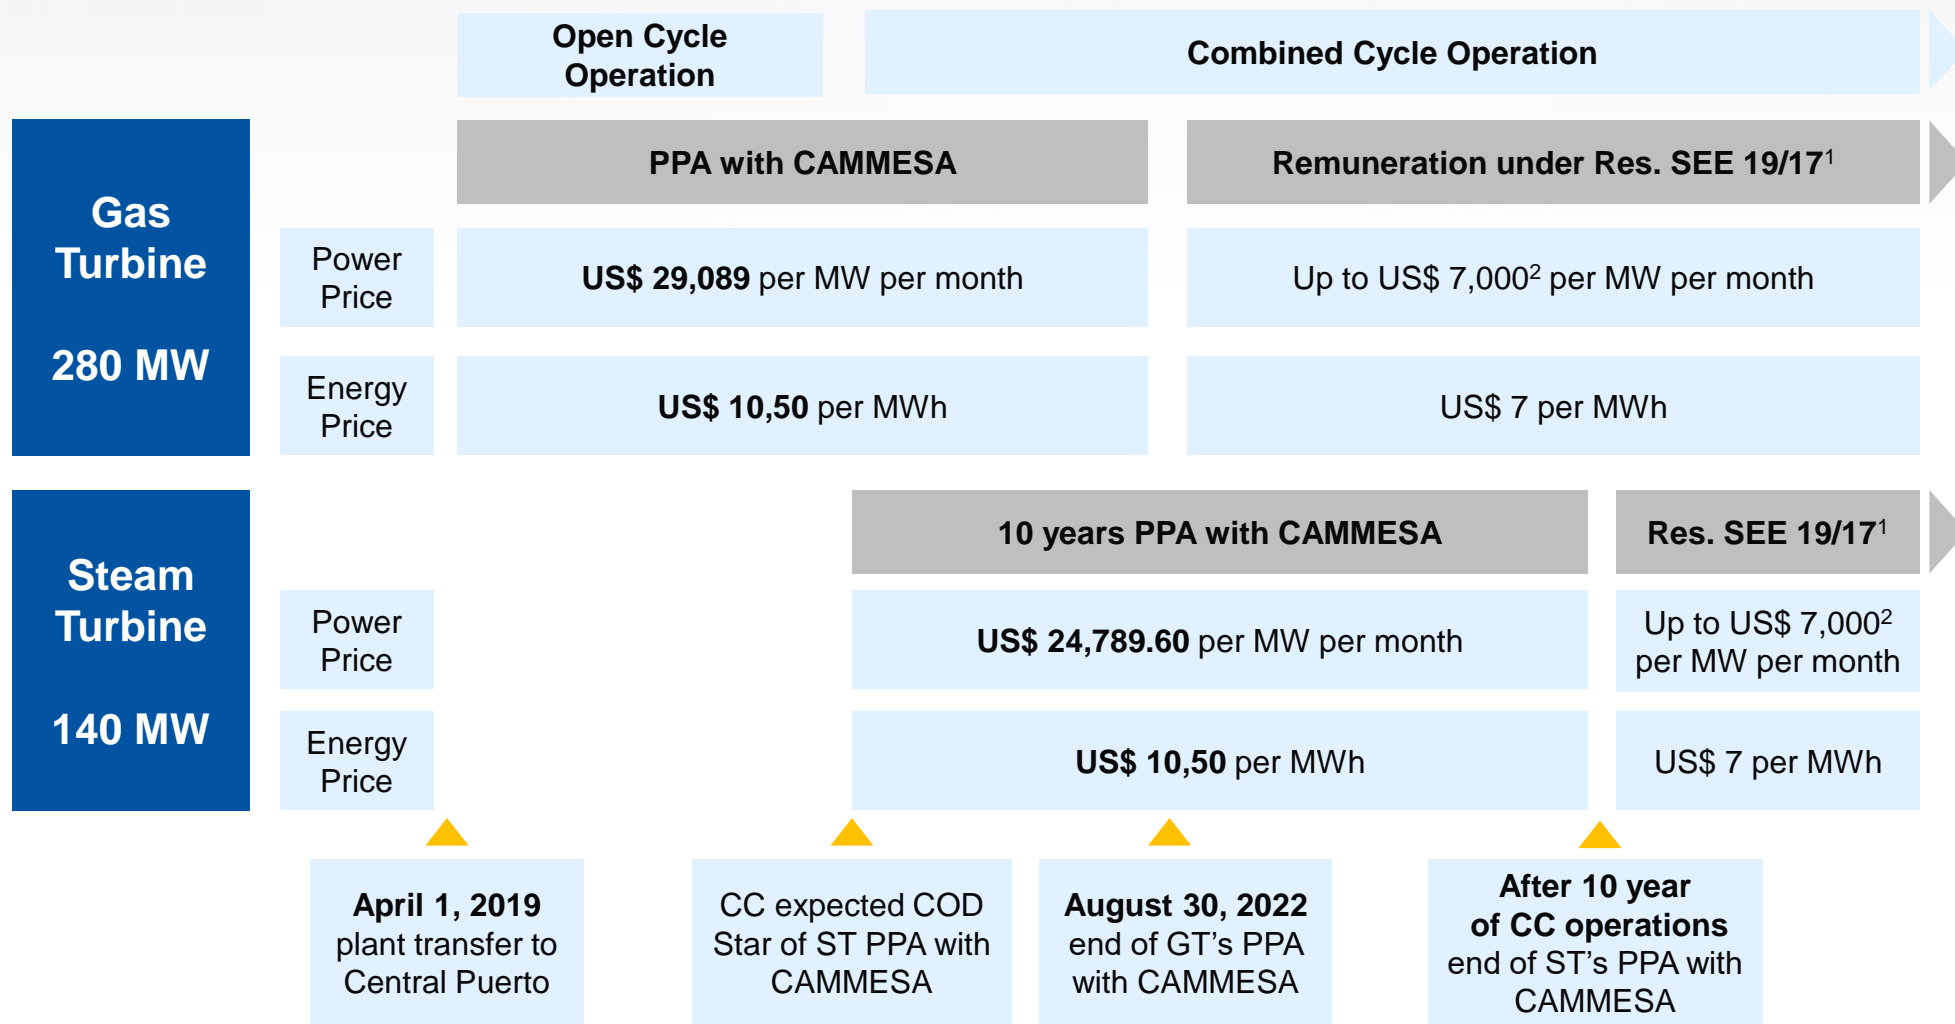 Open Cycle
Operation
Combined Cycle Operation
Gas
Turbine
280 MW
PPA with CAMMESA
Remuneration under Res. SEE 19/17¹
Power
Price
US$ 29,089 per MW per month
Up to US$ 7,000² per MW per month
Energy
Price
US$ 10,50 per MWh
US$ 7 per MWh
Steam
Turbine
140 MW
10 years PPA with CAMMESA
Res. SEE 19/17¹
Power
Price
US$ 24,789.60 per MW per month
Up to US$ 7,000²
per MW per month
Energy
Price
US$ 10,50 per MWh
US$ 7 per MWh
April 1, 2019
plant transfer to
Central Puerto
CC expected COD
Star of ST PPA with
CAMMESA
August 30, 2022
end of GT's PPA
with CAMMESA
After 10 year
of CC operations
end of ST's PPA with
CAMMESA